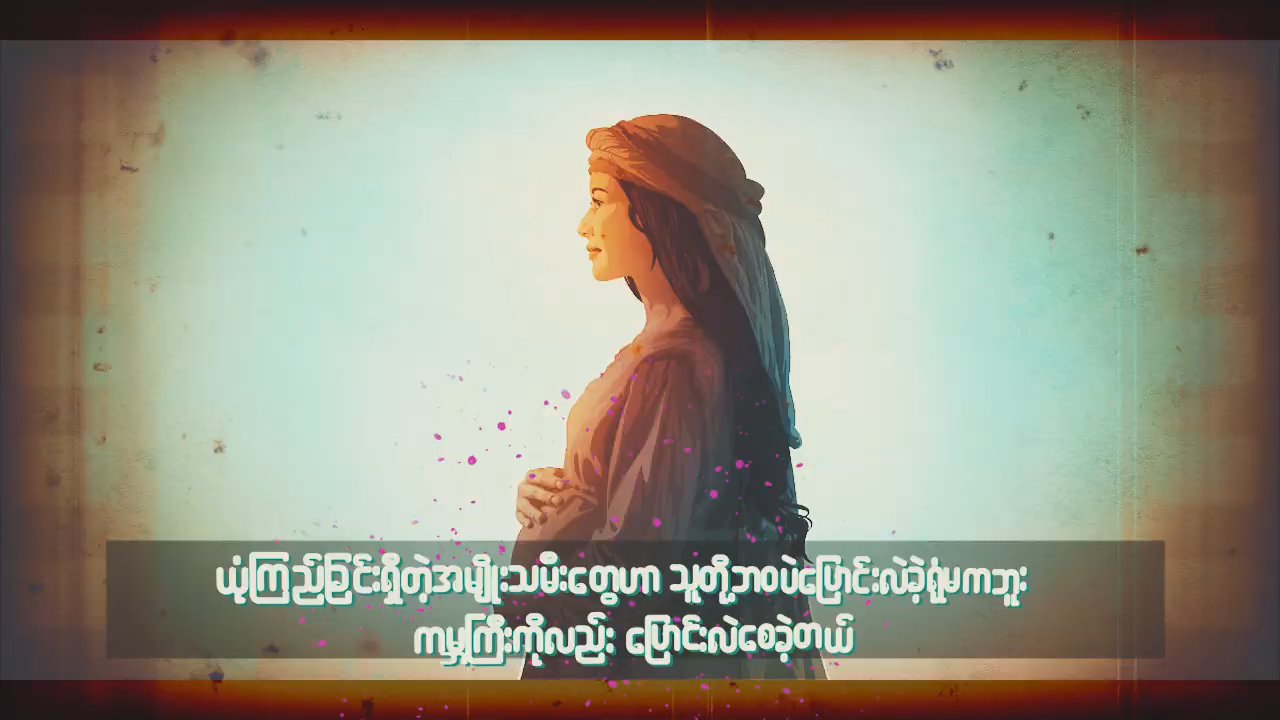 ယုံကြည်ခြင်းရှိတဲ့အမျိုးသမီးတွေဟာ သူတို့ဘဝပဲပြောင်းလဲခဲ့ရုံမကဘူး
ကမ္ဘာကြီးကိုလည်း ပြောင်းလဲစေခဲ့တယ်